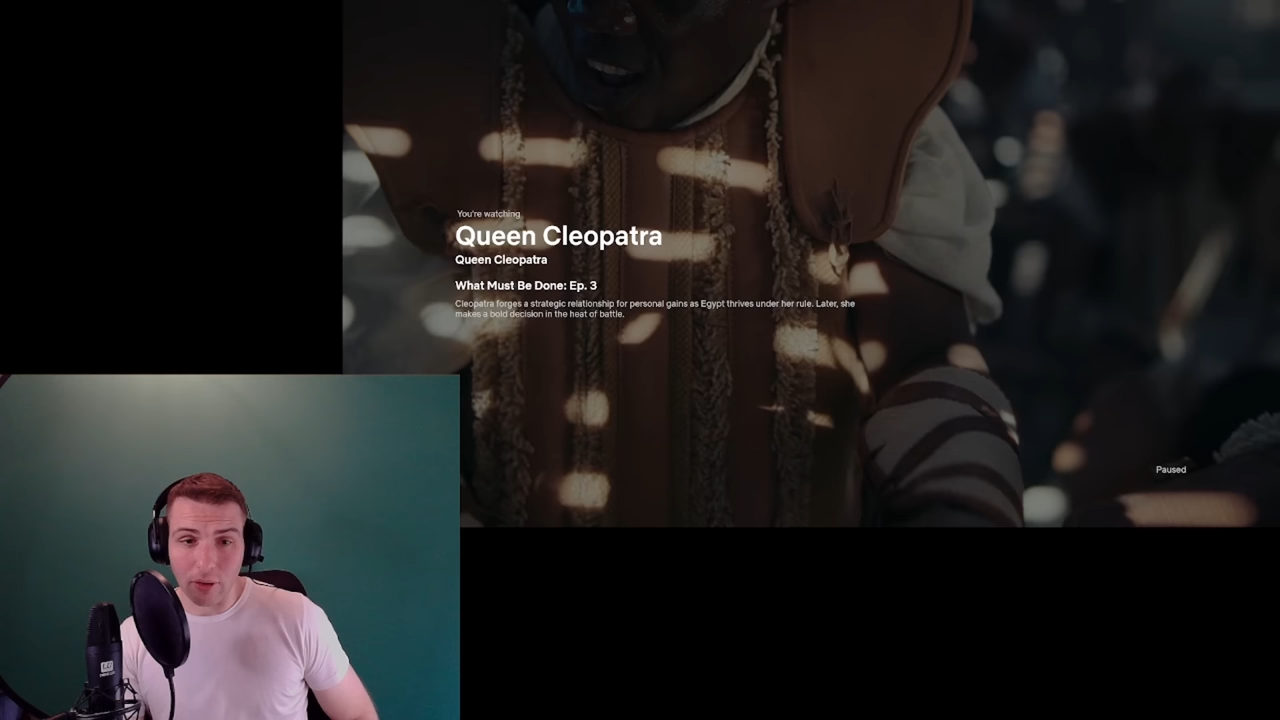 You're watching
Queen Cleopatra
Queen Cleopatra
What Must Be Done: Ep. 3
Cleopatra forges a strategic relationship for personal gains as Egypt thrives under her rule. Later, she
makes a bold decision in the heat of battle.
Paused